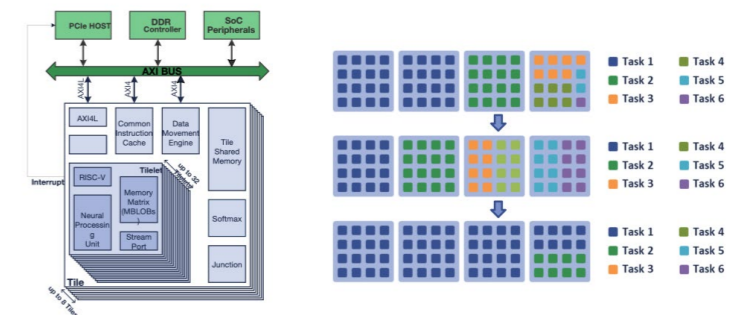 PCIe HOST
DDR
Controller
SoC
Peripherals
AXI BUS
AXI4L
AXI4
AXI4
AXI4L
Common
Instruction
Cache
Data
Movement
Engine
Tile
Shared
Memory
Tilelet
up to 32
Interrupt
RISC-V
Memory
Matrix
(MBLOBs
)
Neural
Processin
g
Unit
Stream
Port
Softmax
Junction
Tile
up to 8 Tiles
Task 1
Task 4
Task 2
Task 5
Task 3
Task 6
Task 1
Task 4
Task 2
Task 5
Task 3
Task 6
Task 1
Task 4
Task 2
Task 5
Task 3
Task 6